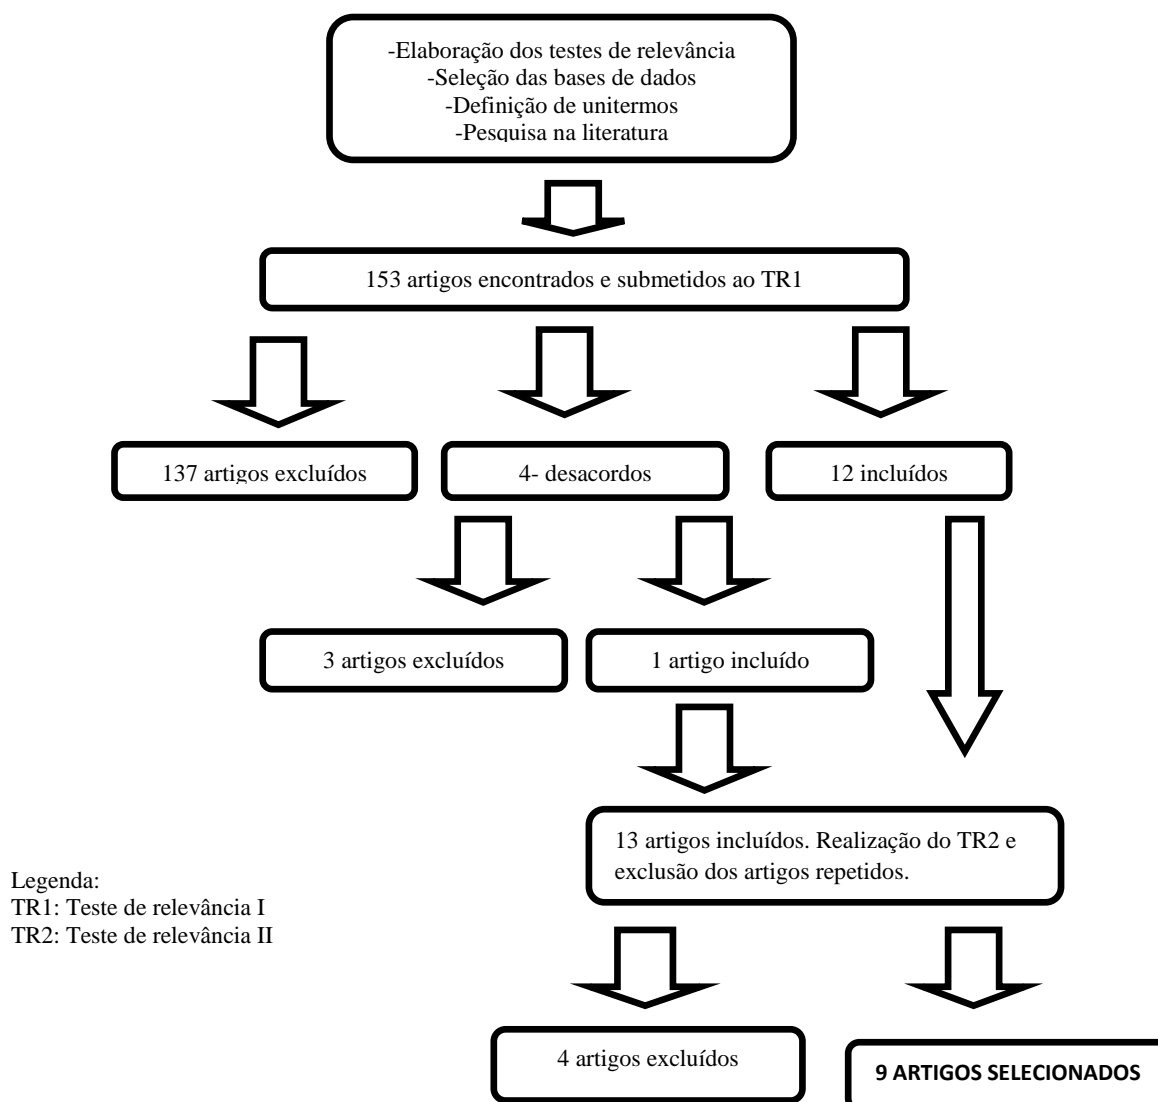 -Elaboração dos testes de relevância
-Seleção das bases de dados
-Definição de unitermos
-Pesquisa na literatura
153 artigos encontrados e submetidos ao TR1
137 artigos excluídos
4- desacordos
12 incluídos
3 artigos excluídos
1 artigo incluído
13 artigos incluídos. Realização do TR2 e
exclusão dos artigos repetidos.
Legenda:
TR1: Teste de relevância I
TR2: Teste de relevância II
4 artigos excluídos
9 ARTIGOS SELECIONADOS